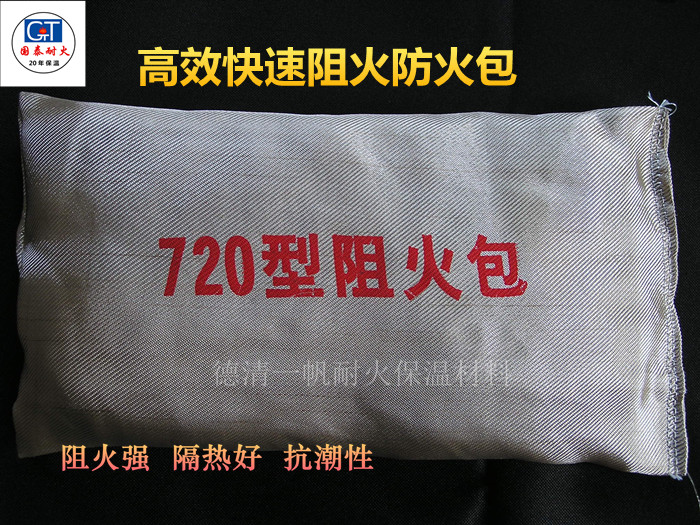 GT
国泰耐火
20年保温
高效快速阻火防火包
720型阻火包
德清一帆耐火保温材料
阻火强 隔热好 抗潮性